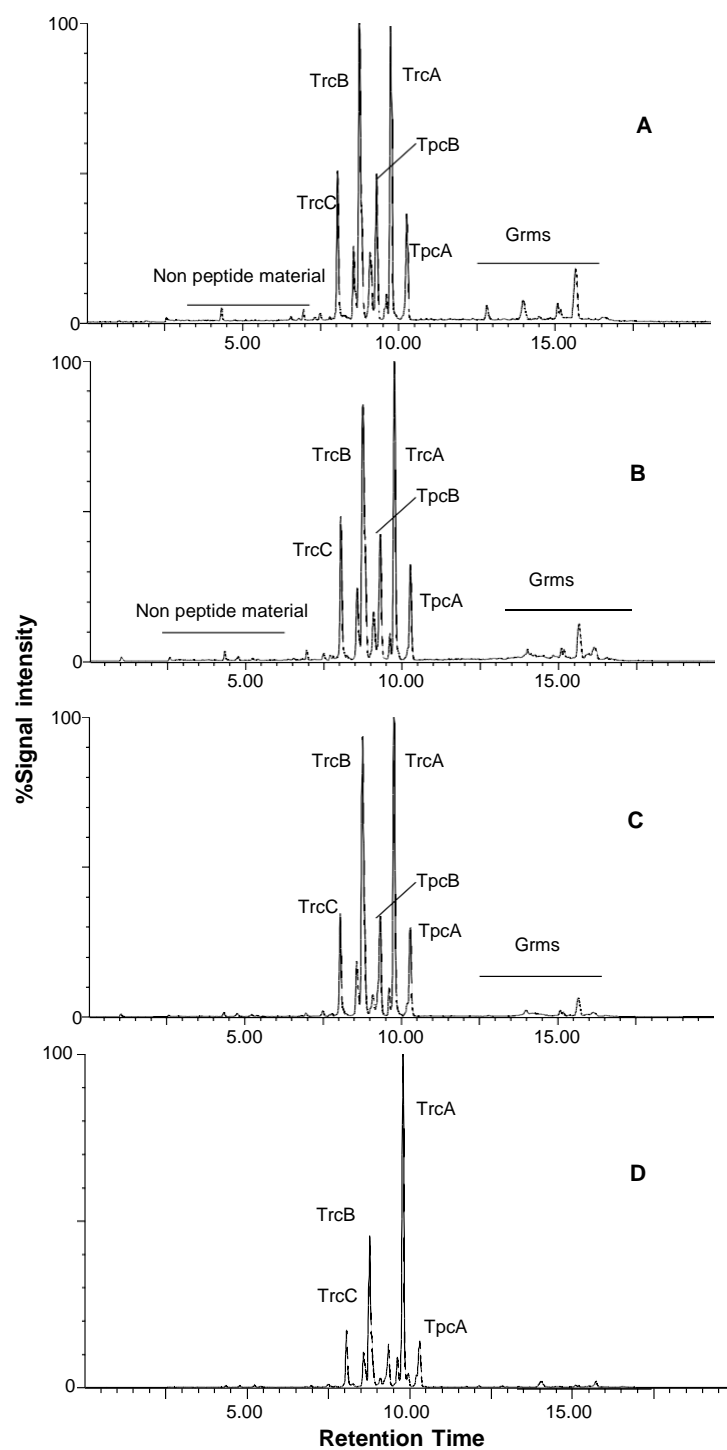 100
TrcB
TrcA
A
TpcB
TrcC
TpcA
Grms
Non peptide material
0
5.00
10.00
15.00
100
TrcB
TrcA
B
TpcB
TrcC
TpcA
Grms
Non peptide material
0
5.00
10.00
15.00
%Signal intensity
100
TrcB
TrcA
C
TpcB
TrcC
TpcA
Grms
0
5.00
10.00
15.00
100
TrcA
D
TrcB
TrcC
TpcA
0
5.00
10.00
15.00
Retention Time